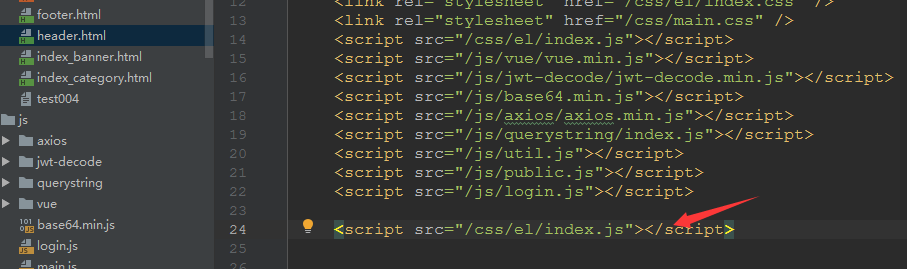 footer.html
header.html
index_banner.html
index_category.html
test004
js
axios
jwt-decode
querystring
vue
base64.min.js
login.js
main.js
12 <link rel="stylesheet" href="/css/el/index.css" />
13 <link rel="stylesheet" href="/css/main.css" />
14 <script src="/css/el/index.js"></script>
15 <script src="/js/vue/vue.min.js"></script>
16 <script src="/js/jwt-decode/jwt-decode.min.js"></script>
17 <script src="/js/base64.min.js"></script>
18 <script src="/js/axios/axios.min.js"></script>
19 <script src="/js/querystring/index.js"></script>
20 <script src="/js/util.js"></script>
21 <script src="/js/public.js"></script>
22 <script src="/js/login.js"></script>
23
24 <script src="/css/el/index.js"></script>
25
26